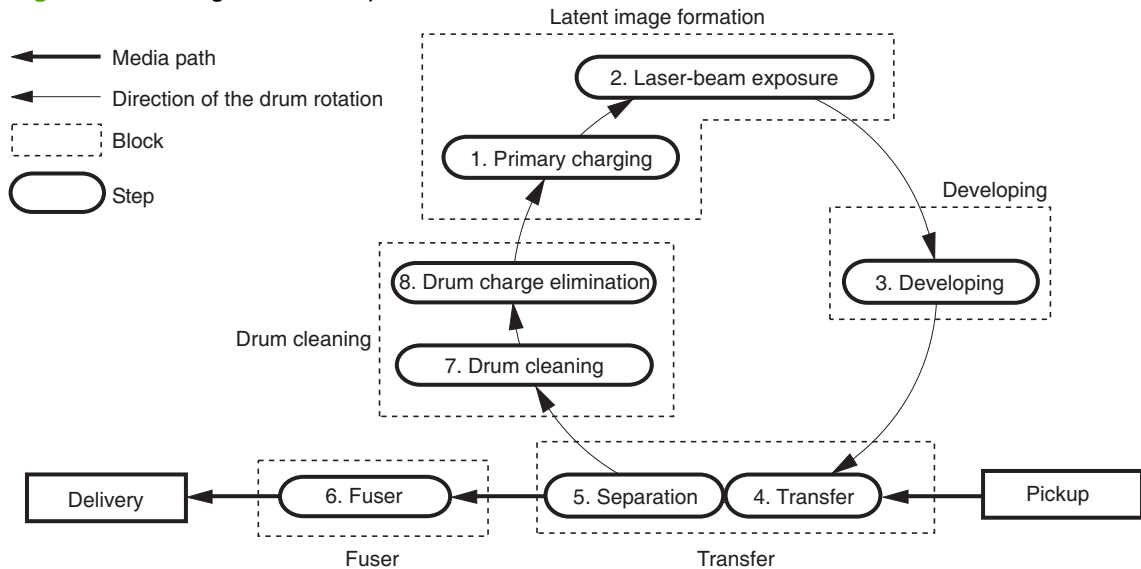 Latent image formation
Media path
2. Laser-beam exposure
Direction of the drum rotation
Block
1. Primary charging
Step
Developing
8. Drum charge elimination
3. Developing
Drum cleaning
7. Drum cleaning
Delivery
6. Fuser
5. Separation
4. Transfer
Pickup
Fuser
Transfer